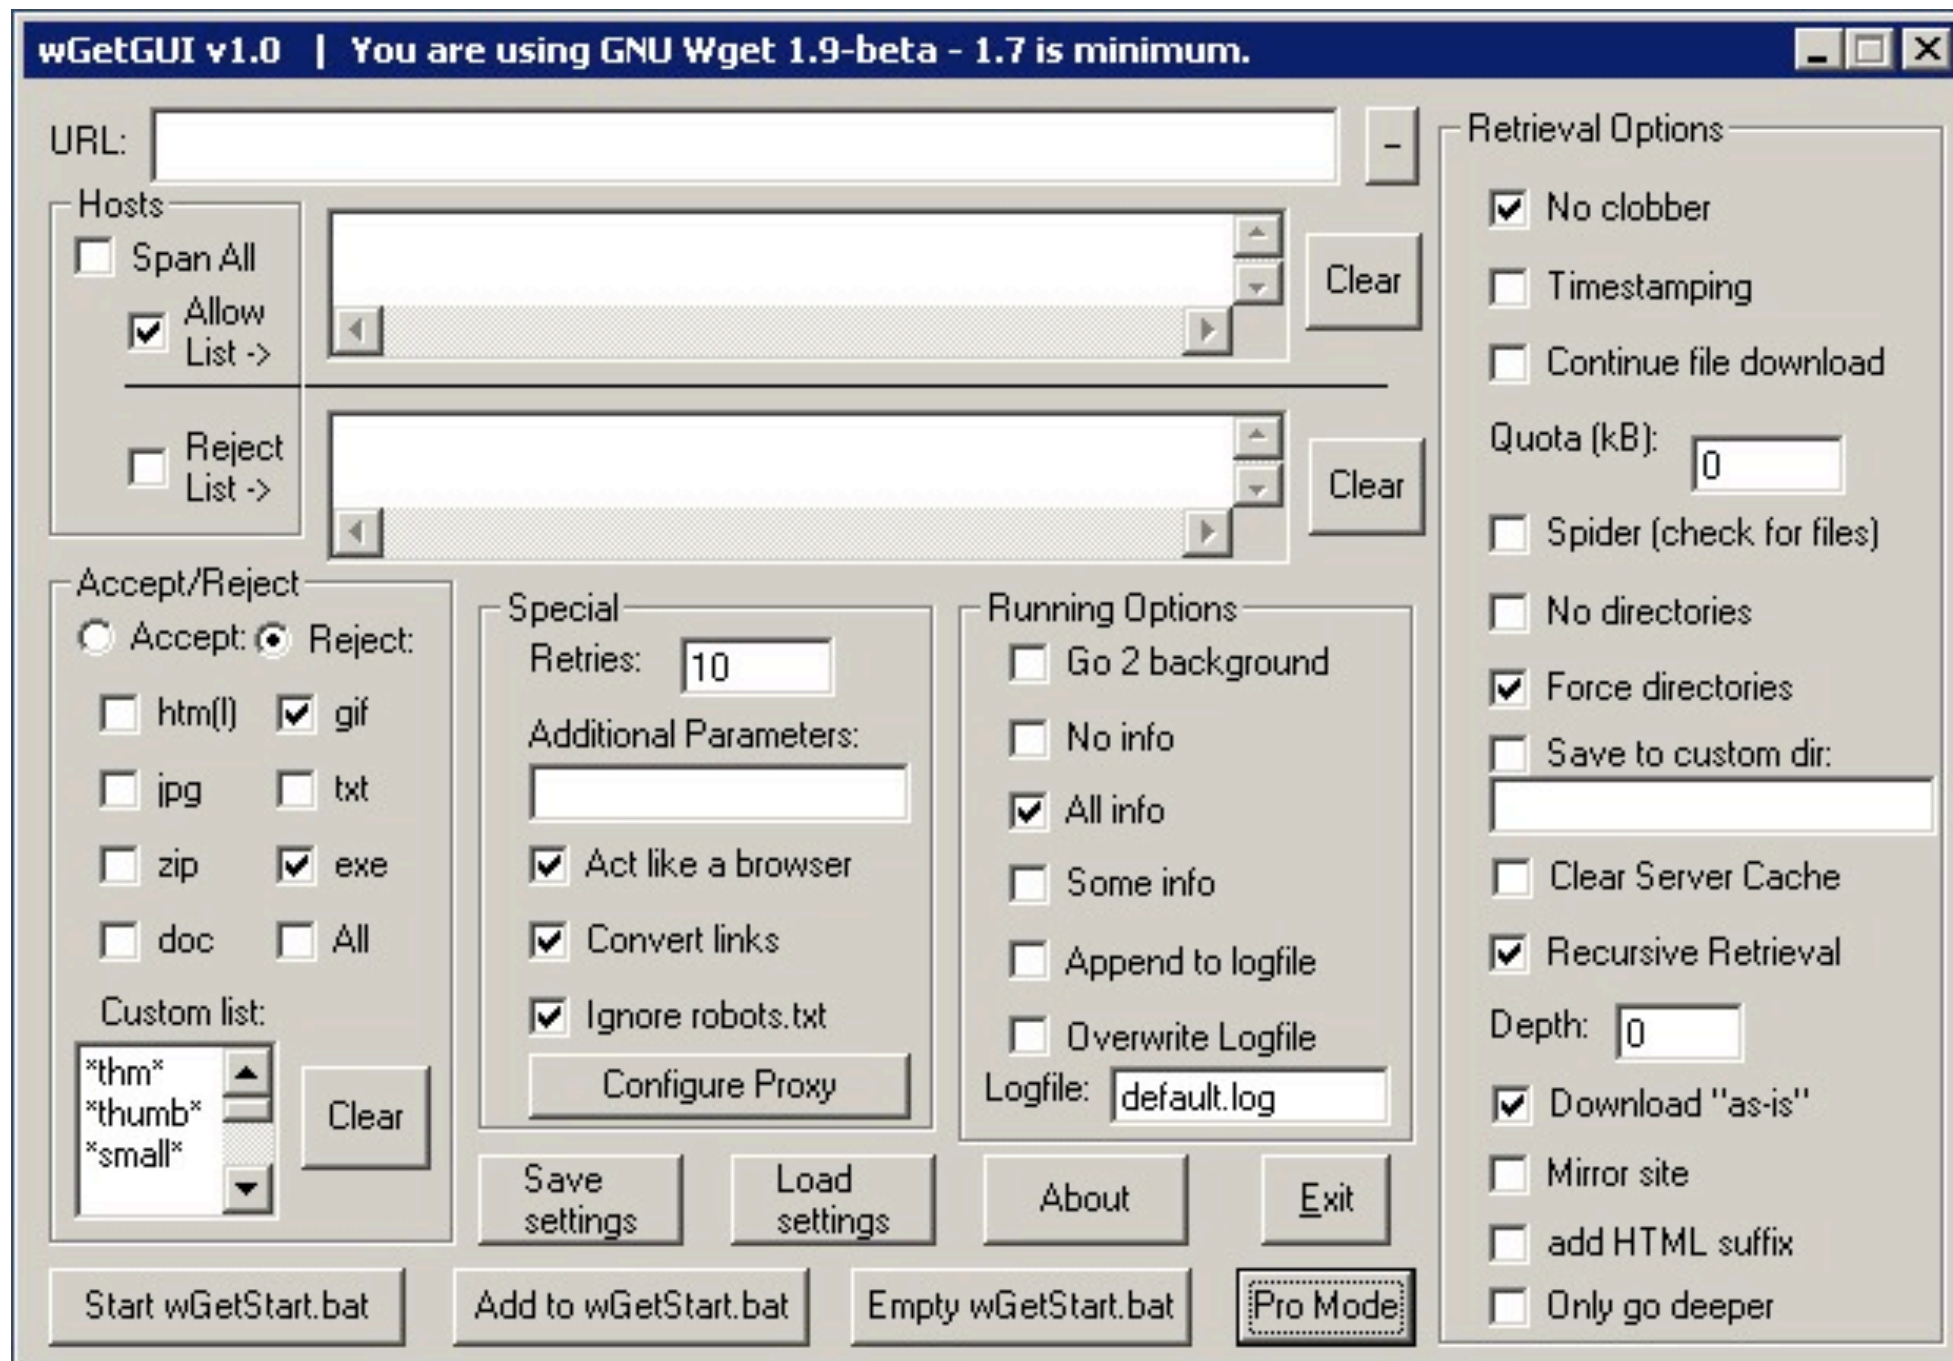 wGetGUI v1.0 | You are using GNU Wget 1.9-beta - 1.7 is minimum.
URL:
-
Hosts
Span All
Allow
List ->
Clear
Reject
List ->
Clear
Accept/Reject
Accept: Reject:
htm(l) gif
jpg txt
zip exe
doc All
Custom list:
*thm*
*thumb*
*small*
Clear
Special
Retries: 10
Additional Parameters:
Act like a browser
Convert links
Ignore robots.txt
Configure Proxy
Running Options
Go 2 background
No info
All info
Some info
Append to logfile
Overwrite Logfile
Logfile: default.log
Save
settings
Load
settings
About
Exit
Start wGetStart.bat
Add to wGetStart.bat
Empty wGetStart.bat
Pro Mode
Retrieval Options
No clobber
Timestamping
Continue file download
Quota (kB): 0
Spider (check for files)
No directories
Force directories
Save to custom dir:
Clear Server Cache
Recursive Retrieval
Depth: 0
Download "as-is"
Mirror site
add HTML suffix
Only go deeper